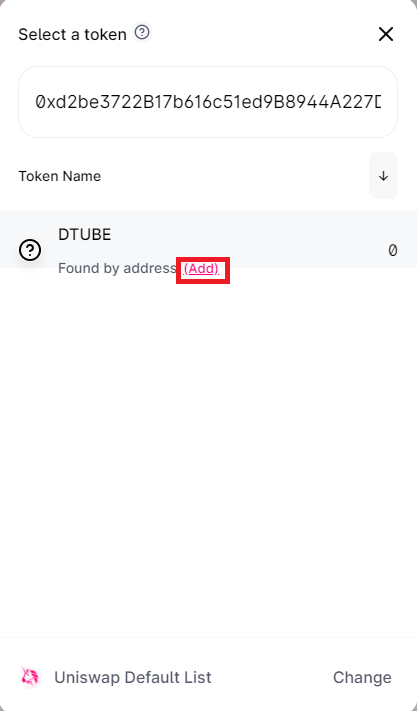 Select a token
0xd2be3722B17b616c51ed9B8944A227D
Token Name
DTUBE
0
Found by address (Add)
Uniswap Default List
Change